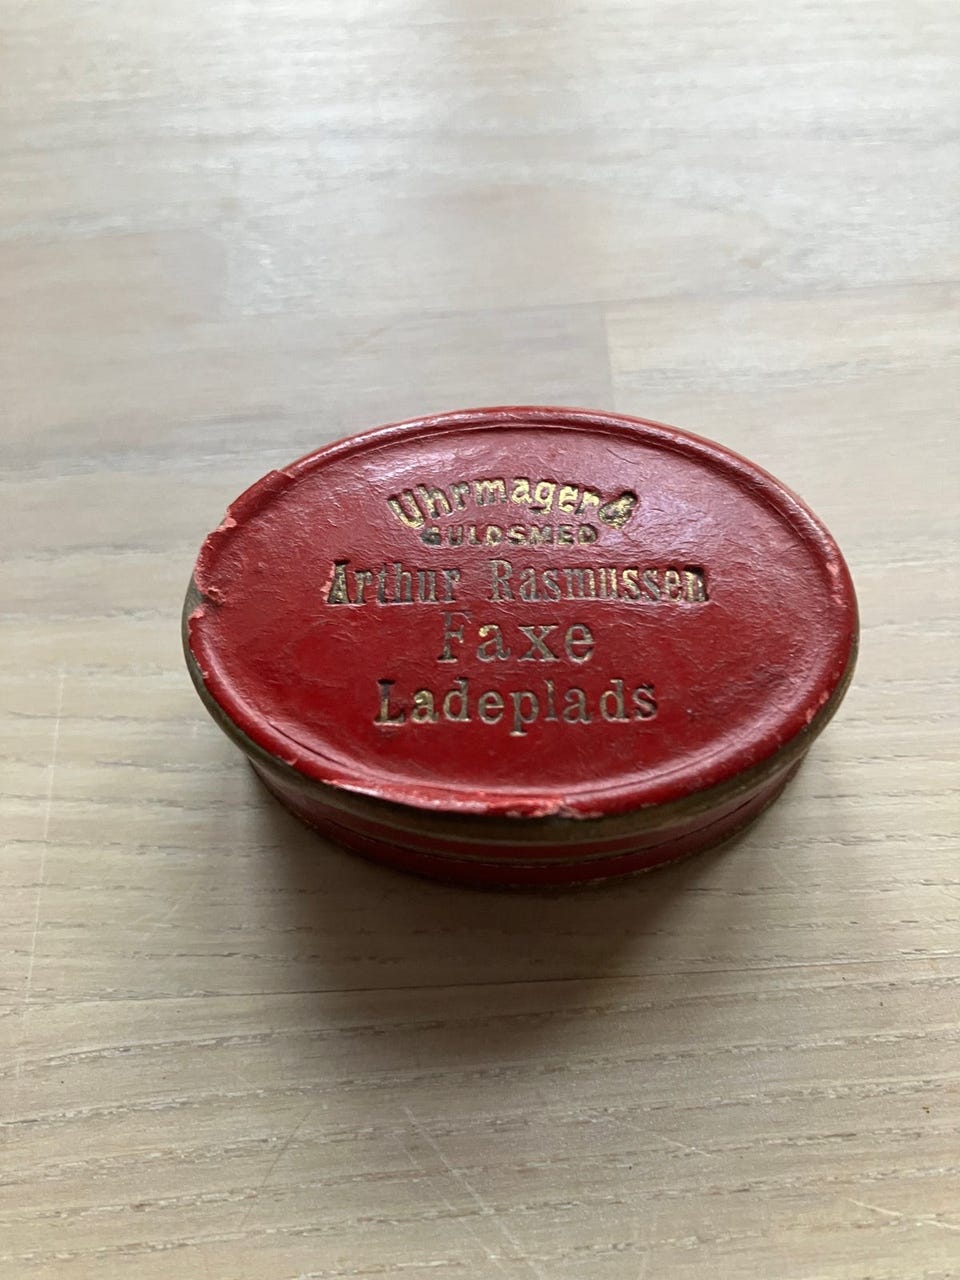 Uhrmager &
GULDSMED
Arthur Rasmussen
Faxe
Ladeplads